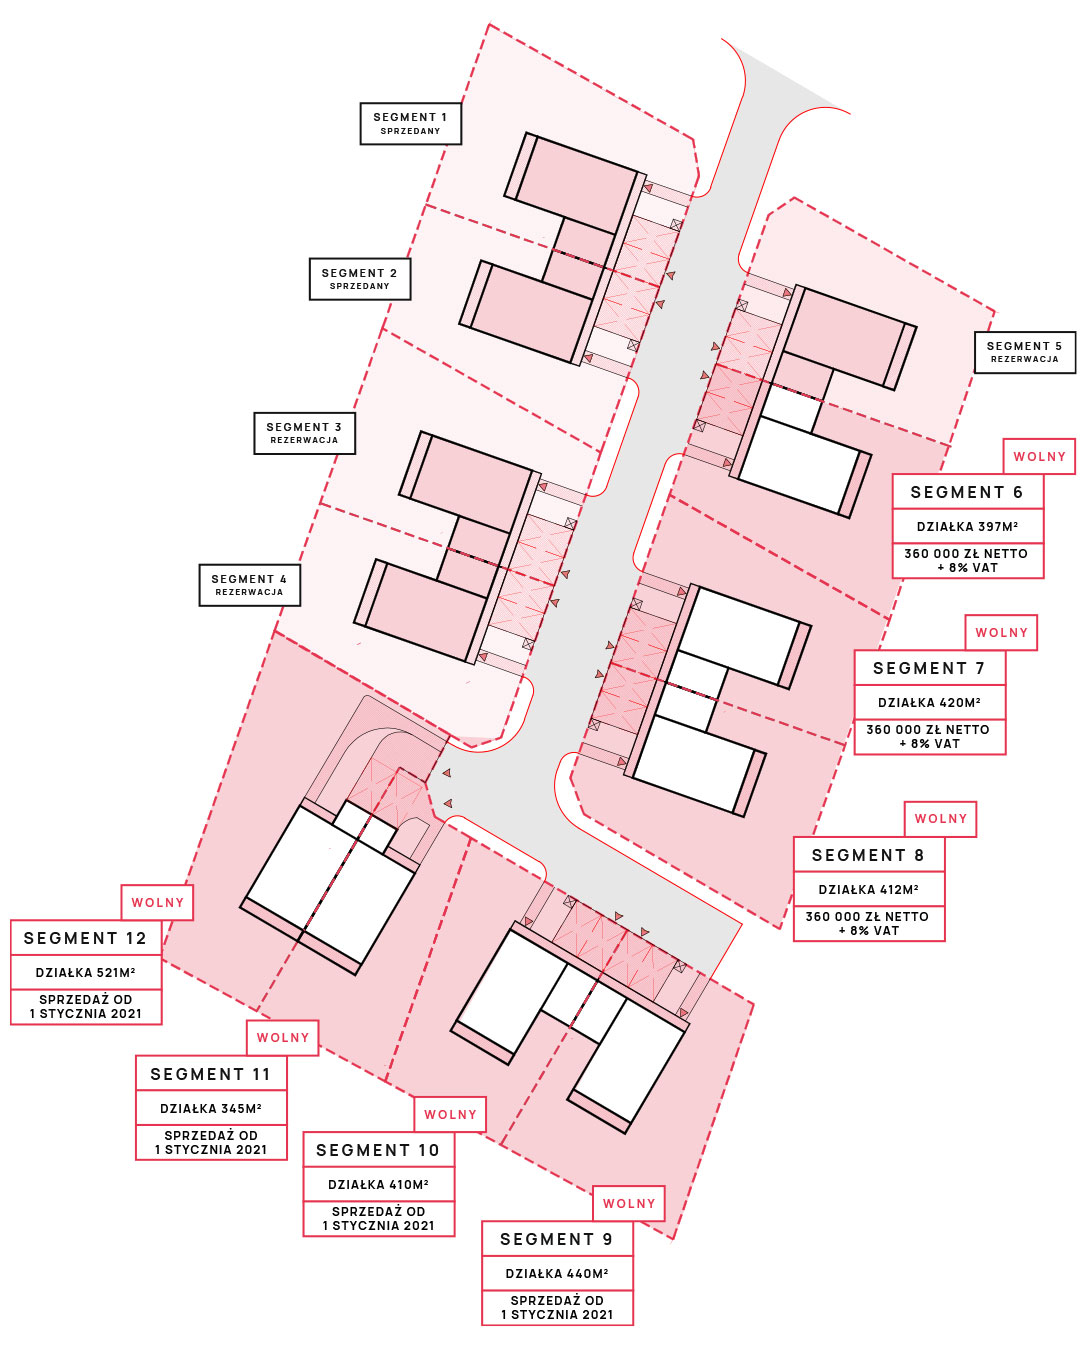 SEGMENT 1
SPRZEDANY
SEGMENT 2
SPRZEDANY
SEGMENT 3
REZERWACJA
SEGMENT 4
REZERWACJA
SEGMENT 5
REZERWACJA
WOLNY
SEGMENT 6
DZIAŁKA 397M²
360 000 ZŁ NETTO
+ 8% VAT
WOLNY
SEGMENT 7
DZIAŁKA 420M²
360 000 ZŁ NETTO
+ 8% VAT
WOLNY
SEGMENT 8
DZIAŁKA 412M²
360 000 ZŁ NETTO
+ 8% VAT
WOLNY
SEGMENT 12
DZIAŁKA 521M²
SPRZEDAŻ OD
1 STYCZNIA 2021
WOLNY
SEGMENT 11
DZIAŁKA 345M²
SPRZEDAŻ OD
1 STYCZNIA 2021
WOLNY
SEGMENT 10
DZIAŁKA 410M²
SPRZEDAŻ OD
1 STYCZNIA 2021
WOLNY
SEGMENT 9
DZIAŁKA 440M²
SPRZEDAŻ OD
1 STYCZNIA 2021